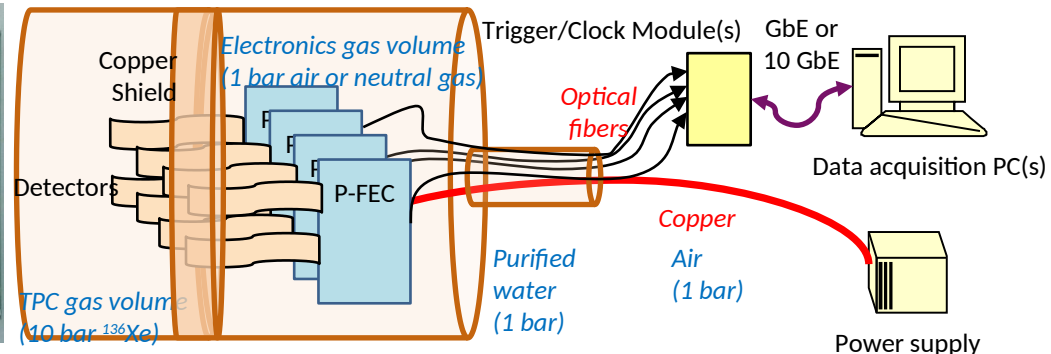 Copper
Shield
Electronics gas volume
(1 bar air or neutral gas)
Trigger/Clock Module(s)
GbE or
10 GbE
Optical
fibers
Detectors
P
P
P
P-FEC
Data acquisition PC(s)
Copper
Purified
water
(1 bar)
Air
(1 bar)
TPC gas volume
(10 bar ¹³⁶Xe)
Power supply